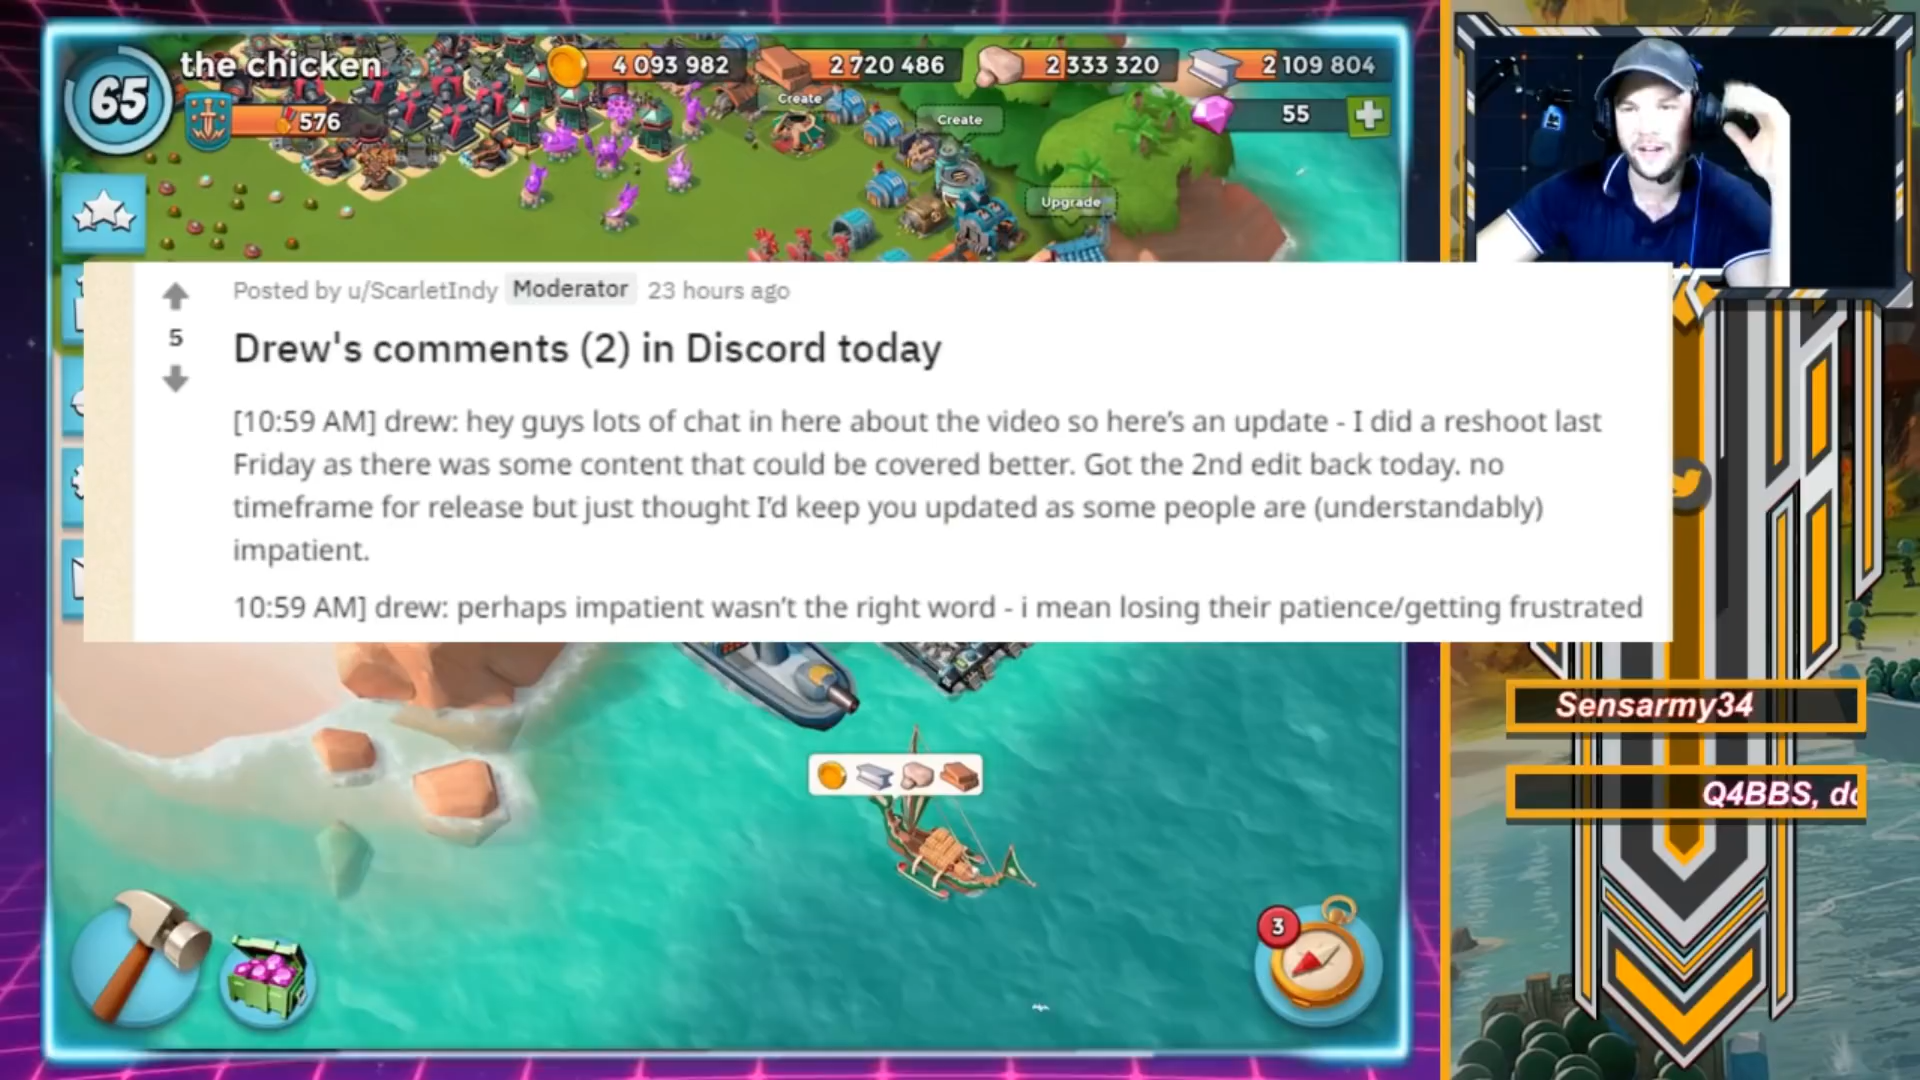 65
the chicken
576
4 093 982
2 720 486
2 333 320
2 109 804
55
Create
Create
Upgrade
Posted by u/ScarletIndy Moderator 23 hours ago
5
Drew's comments (2) in Discord today
[10:59 AM] drew: hey guys lots of chat in here about the video so here's an update - I did a reshoot last
Friday as there was some content that could be covered better. Got the 2nd edit back today. no
timeframe for release but just thought I'd keep you updated as some people are (understandably)
impatient.
10:59 AM] drew: perhaps impatient wasn't the right word - i mean losing their patience/getting frustrated
Sensarmy34
Q4BBS, do
3